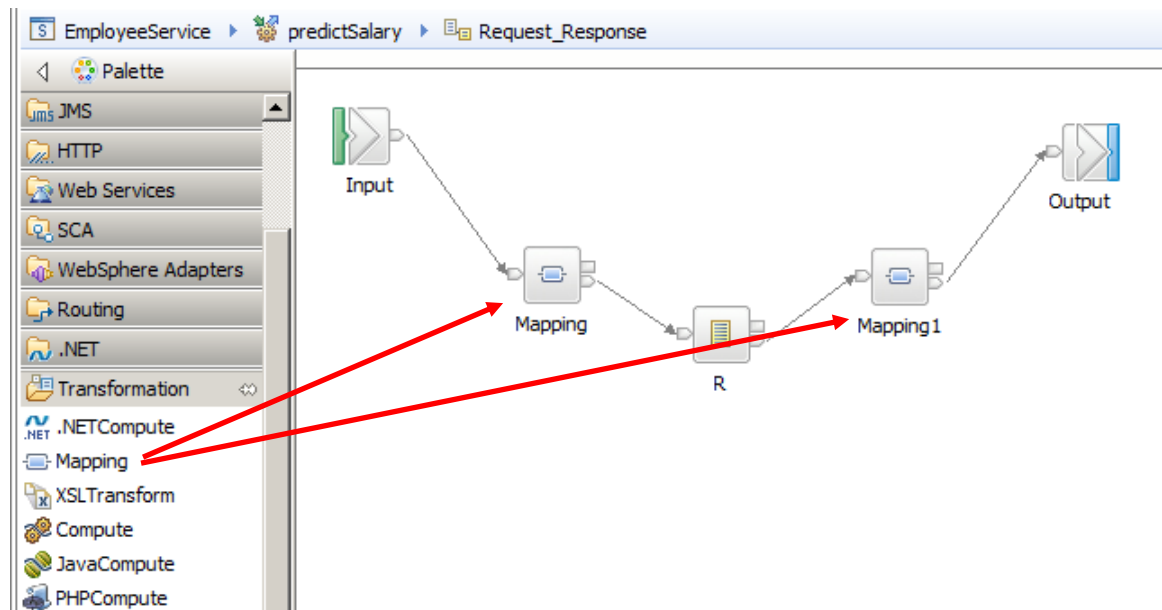 EmployeeService predictSalary Request_Response
Palette
JMS
HTTP
Web Services
SCA
WebSphere Adapters
Routing
.NET
Transformation
.NETCompute
Mapping
XSLTransform
Compute
JavaCompute
PHPCompute
Input
Output
Mapping
Mapping1
R